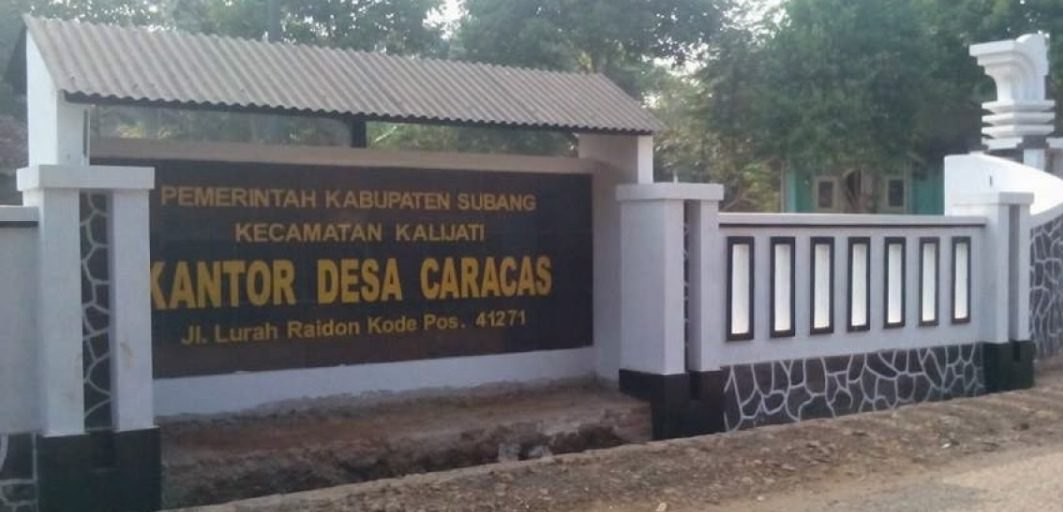 PEMERINTAH KABUPATEN SUBANG
KECAMATAN KALIJATI
KANTOR DESA CARACAS
Jl. Lurah Raidon Kode Pos. 41271